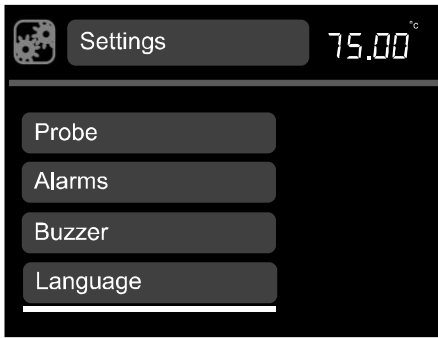 Settings
75.00 °c
Probe
Alarms
Buzzer
Language